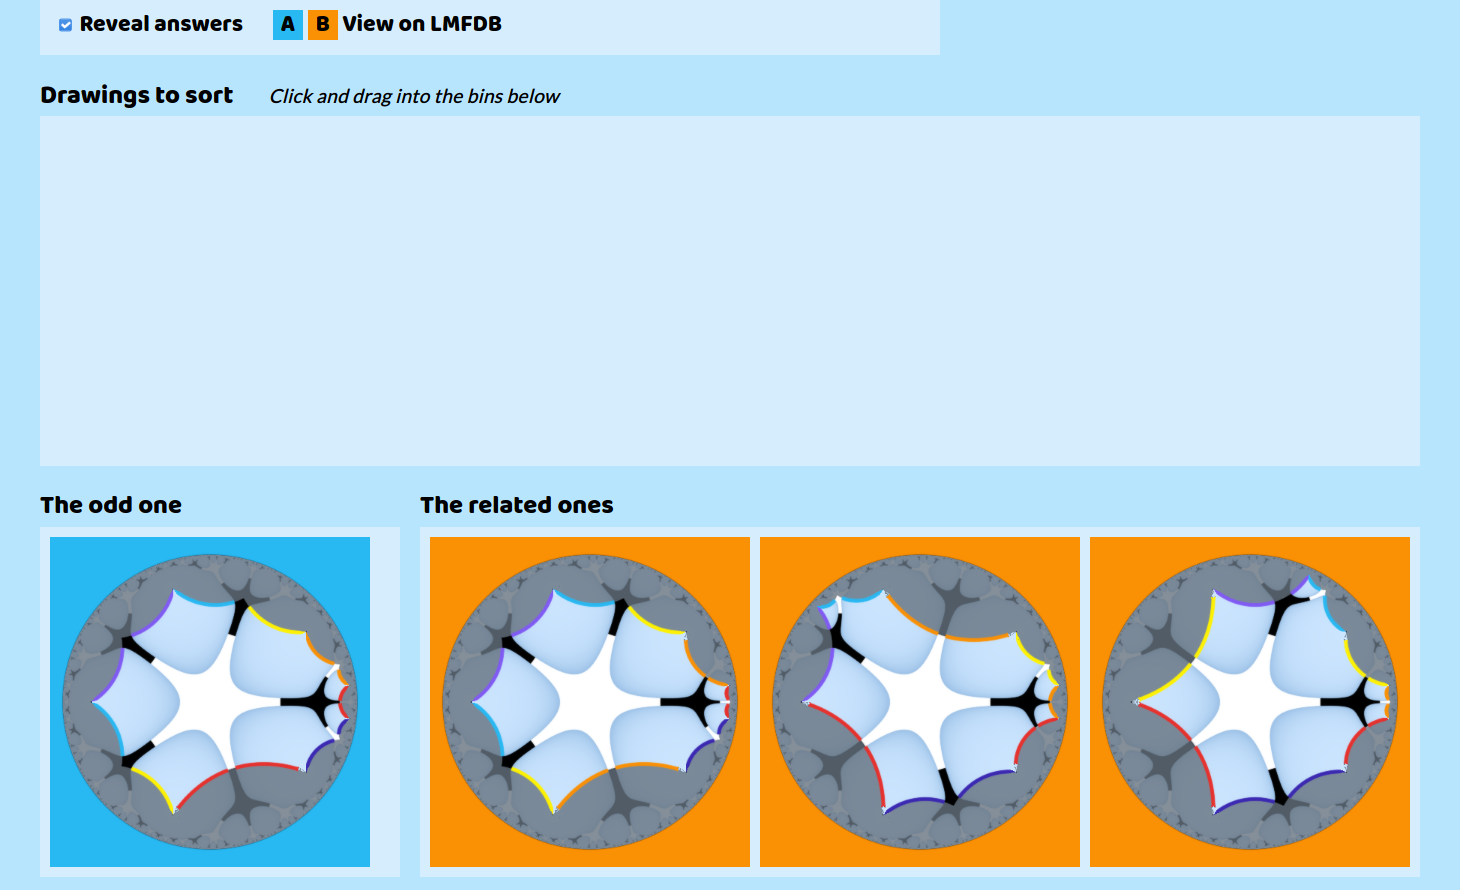 Reveal answers A B View on LMFDB
Drawings to sort Click and drag into the bins below
The odd one The related ones